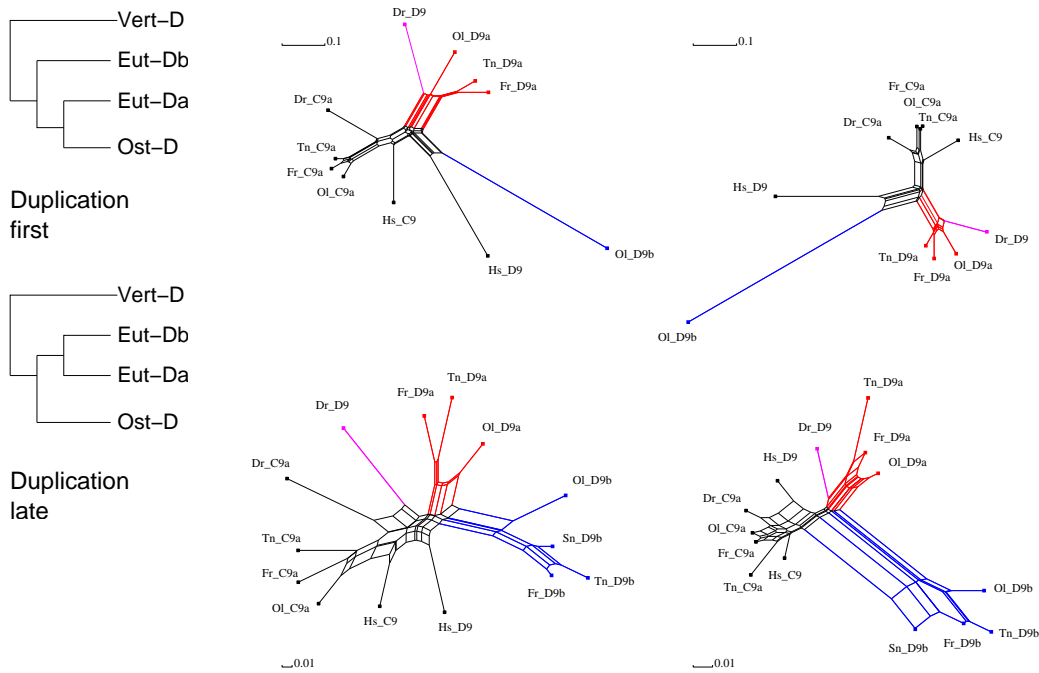 Vert–D
Eut–Db
Eut–Da
Ost–D
Duplication
first
Vert–D
Eut–Db
Eut–Da
Ost–D
Duplication
late
0.1
Dr_D9
Ol_D9a
Tn_D9a
Fr_D9a
Dr_C9a
Tn_C9a
Fr_C9a
Ol_C9a
Hs_C9
Hs_D9
Ol_D9b
0.1
Fr_C9a
Ol_C9a
Tn_C9a
Dr_C9a
Hs_C9
Hs_D9
Dr_D9
Tn_D9a
Ol_D9a
Fr_D9a
Ol_D9b
Tn_D9a
Fr_D9a
Dr_D9
Ol_D9a
Dr_C9a
Ol_D9b
Sn_D9b
Tn_C9a
Tn_D9b
Fr_C9a
Fr_D9b
Ol_C9a
Hs_C9
Hs_D9
0.01
Tn_D9a
Dr_D9
Fr_D9a
Hs_D9
Ol_D9a
Dr_C9a
Ol_C9a
Fr_C9a
Hs_C9
Tn_C9a
Ol_D9b
Tn_D9b
Fr_D9b
Sn_D9b
0.01